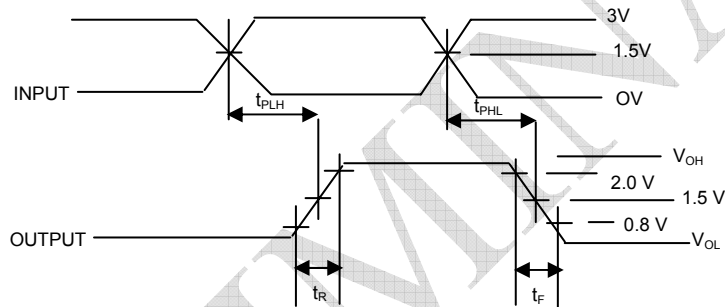 3V
1.5V
INPUT
OV
tPLH
tPHL
VOH
2.0 V
1.5 V
0.8 V
OUTPUT
VOL
tR
tF